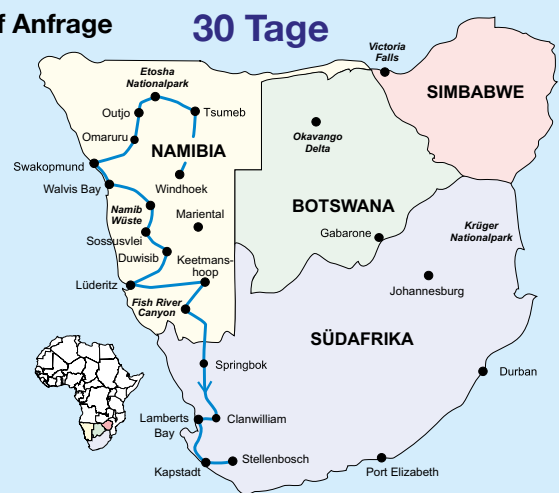 f Anfrage
30 Tage
Victoria
Falls
Etosha
Nationalpark
SIMBABWE
Outjo
Tsumeb
Okavango
Delta
Omaruru
NAMIBIA
Swakopmund
Windhoek
Walvis Bay
BOTSWANA
Namib
Wüste
Mariental
Krüger
Nationalpark
Gabarone
Sossusvlei
Duwisib
Keetmans-
hoop
Lüderitz
Johannesburg
Fish River
Canyon
SÜDAFRIKA
Springbok
Durban
Lamberts
Bay
Clanwilliam
Stellenbosch
Kapstadt
Port Elizabeth